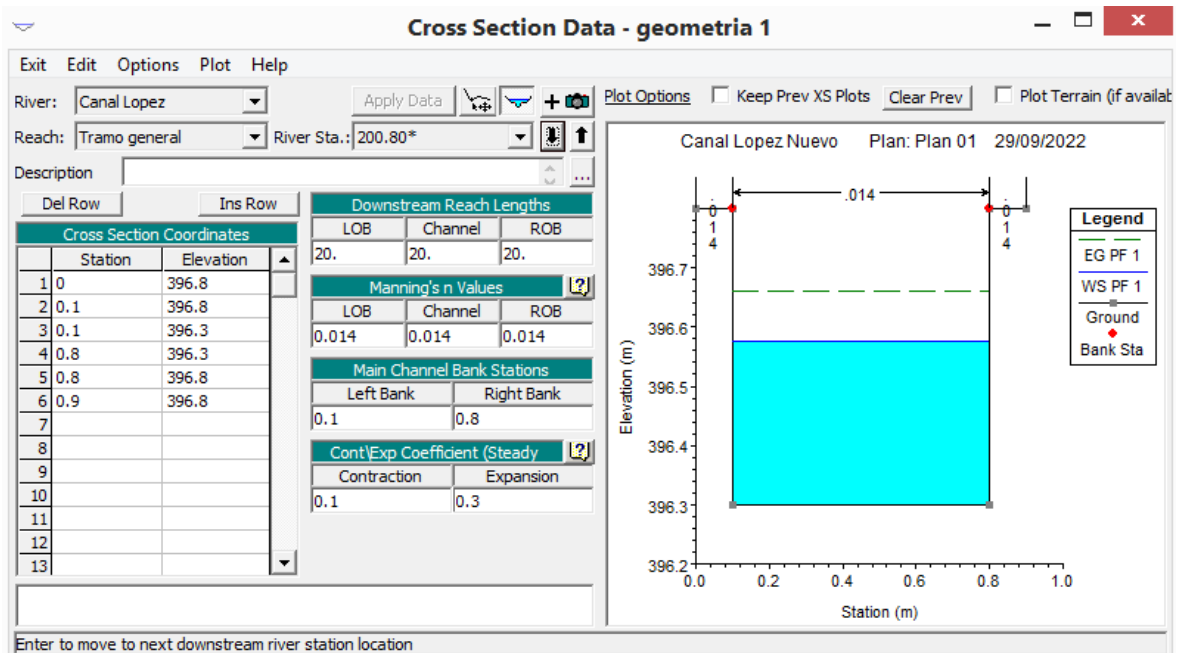 Cross Section Data - geometria 1
Exit Edit Options Plot Help
River: Canal Lopez
Apply Data
Reach: Tramo general River Sta.: 200.80*
Description
...
Del Row Ins Row
Cross Section Coordinates
Station Elevation
1 0 396.8
2 0.1 396.8
3 0.1 396.3
4 0.8 396.3
5 0.8 396.8
6 0.9 396.8
7
8
9
10
11
12
13
Downstream Reach Lengths
LOB Channel ROB
20. 20. 20.
Manning's n Values ?
LOB Channel ROB
0.014 0.014 0.014
Main Channel Bank Stations
Left Bank Right Bank
0.1 0.8
Cont\Exp Coefficient (Steady ?
Contraction Expansion
0.1 0.3
Plot Options Keep Prev XS Plots Clear Prev Plot Terrain (if availab
Canal Lopez Nuevo Plan: Plan 01 29/09/2022
.014
.014
.014
396.7
396.6
396.5
396.4
396.3
396.2
Elevation (m)
0.0 0.2 0.4 0.6 0.8 1.0
Station (m)
Legend
EG PF 1
WS PF 1
Ground
Bank Sta
Enter to move to next downstream river station location